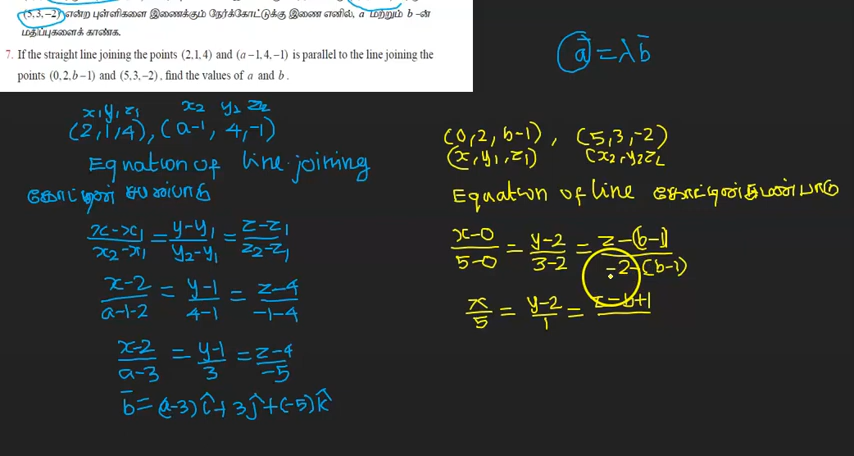 (5,3,−2) என்ற புள்ளிகளை இணைக்கும் நேர்க்கோட்டுக்கு இணை எனில், a மற்றும் b -ன்
மதிப்புகளைக் காண்க.
7. If the straight line joining the points (2,1,4) and (a−1,4,−1) is parallel to the line joining the
points (0,2,b−1) and (5,3,−2), find the values of a and b .
a̅ = λb̅
x₁ y₁ z₁ x₂ y₂ z₂
(2,1,4), (a-1, 4,-1)
Equation of line joining
கோட்டின் சமன்பாடு
x-x₁/x₂-x₁ = y-y₁/y₂-y₁ = z-z₁/z₂-z₁
x-2/a-1-2 = y-1/4-1 = z-4/-1-4
x-2/a-3 = y-1/3 = z-4/-5
b̅ = (a-3)î + 3ĵ + (-5)k̂
(0,2, b-1), (5,3,-2)
(x₁,y₁,z₁) (x₂,y₂,z₂
Equation of line கோட்டின் சமன்பாடு
x-0/5-0 = y-2/3-2 = z-(b-1)/-2-(b-1)
x/5 = y-2/1 = z-b+1